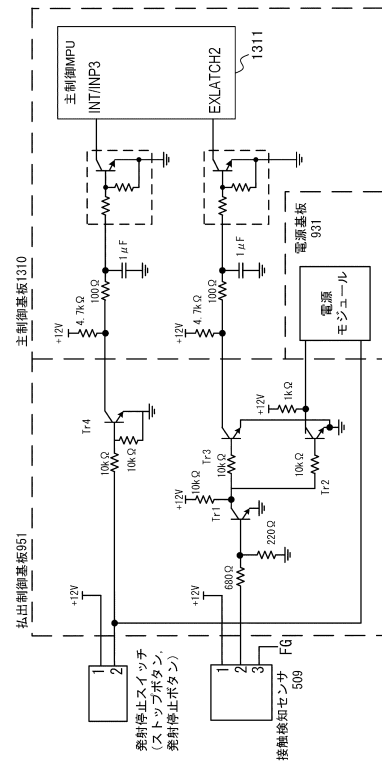 主制御基板1310
主制御MPU
INT/INP3
EXLATCH2
1311
1μF
100Ω
4.7kΩ
+12V
1μF
100Ω
4.7kΩ
+12V
電源基板
931
電源
モジュール
払出制御基板951
Tr4
10kΩ
10kΩ
+12V
1kΩ
+12V
Tr3
10kΩ
10kΩ
Tr2
+12V
10kΩ
Tr1
220Ω
680Ω
+12V
1
2
発射停止スイッチ
(ストップボタン、
発射停止ボタン)
1
2
3
FG
接触検知センサ
509